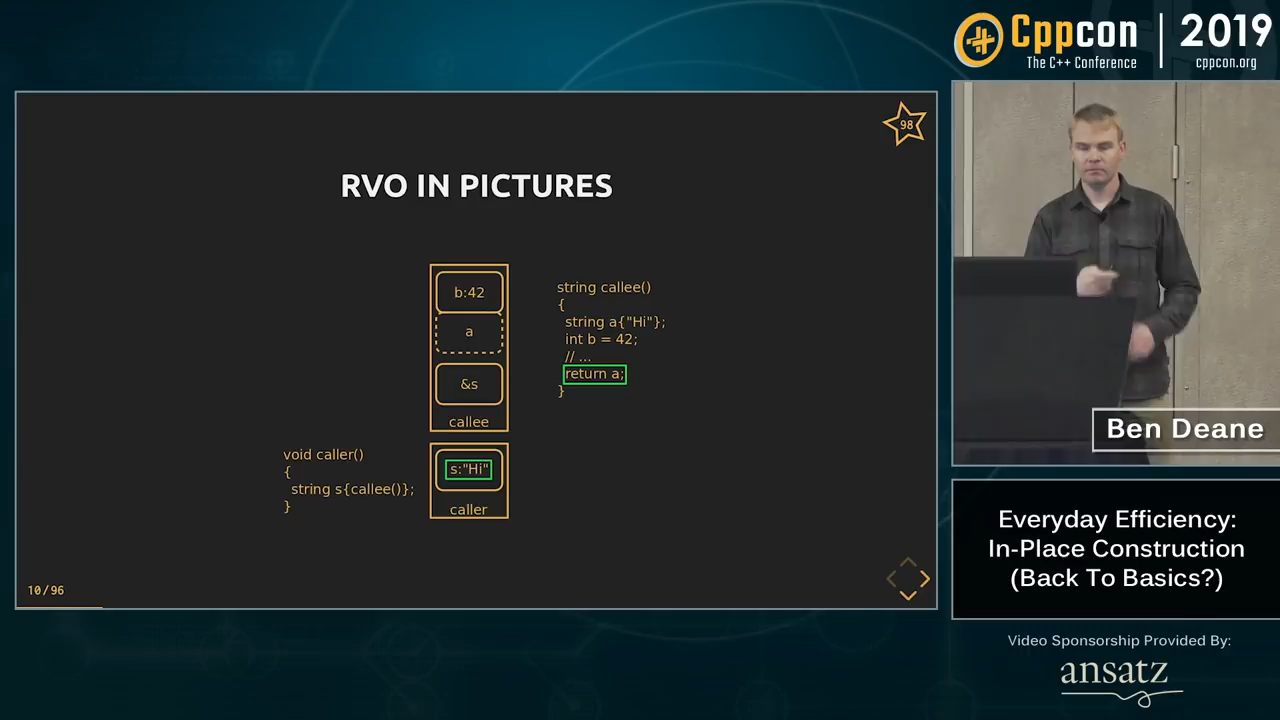 Cppcon | 2019
The C++ Conference cppcon.org
98
RVO IN PICTURES
b:42
a
&s
callee
string callee()
{
string a{"Hi"};
int b = 42;
// ...
return a;
}
void caller()
{
string s{callee()};
}
s:"Hi"
caller
10/96
Ben Deane
Everyday Efficiency:
In-Place Construction
(Back To Basics?)
Video Sponsorship Provided By:
ansatz